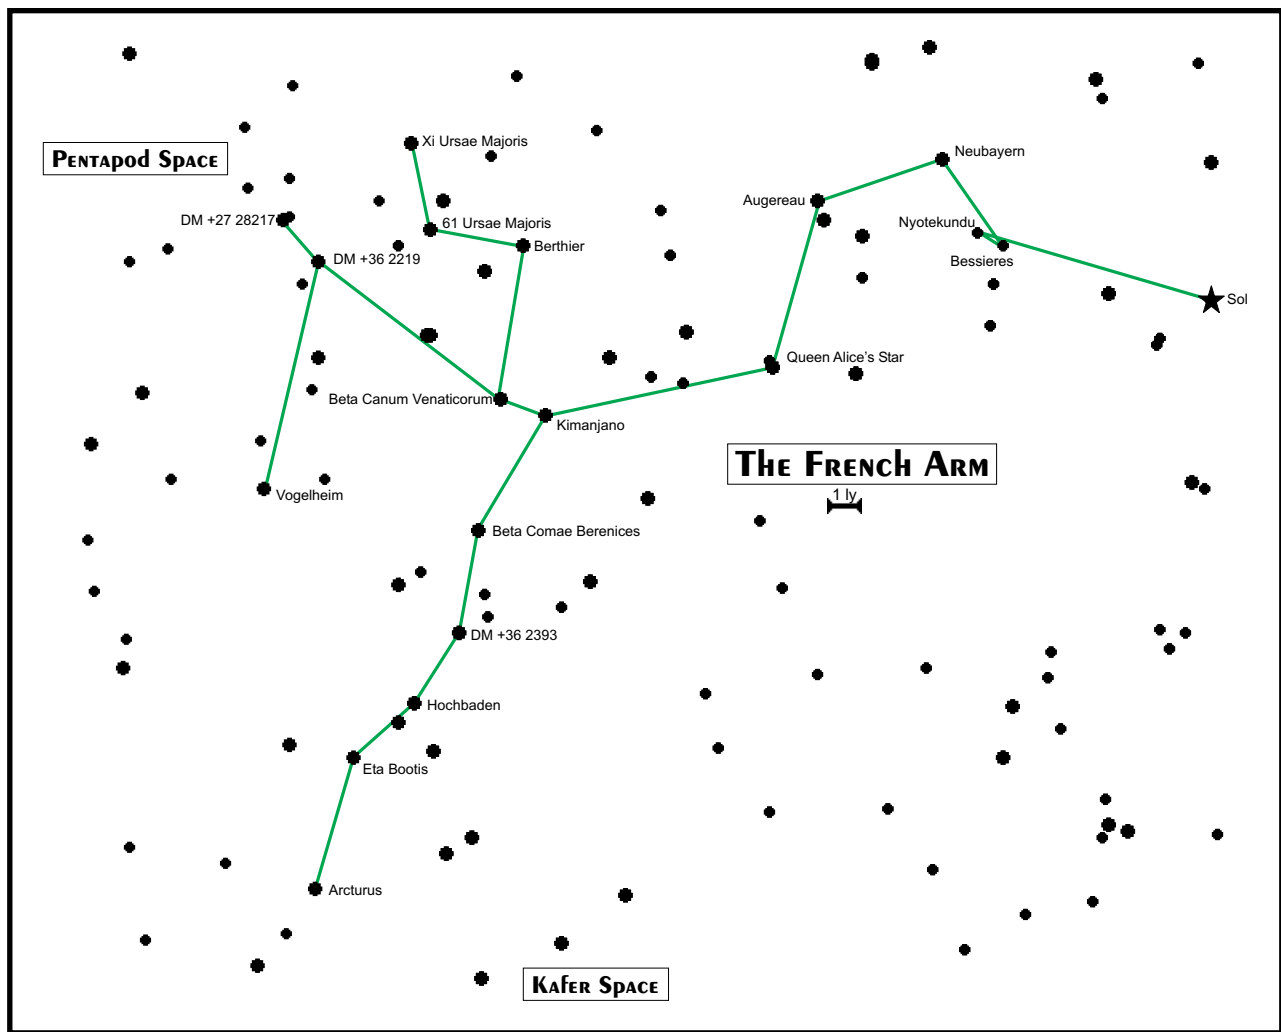 Xi Ursae Majoris
Neubayern
Pentapod Space
Augereau
DM +27 28217
61 Ursae Majoris
Nyotekundu
Berthier
Bessieres
DM +36 2219
Sol
Queen Alice's Star
Beta Canum Venaticorum
Kimanjano
The French Arm
1 ly
Vogelheim
Beta Comae Berenices
DM +36 2393
Hochbaden
Eta Bootis
Arcturus
Kafer Space